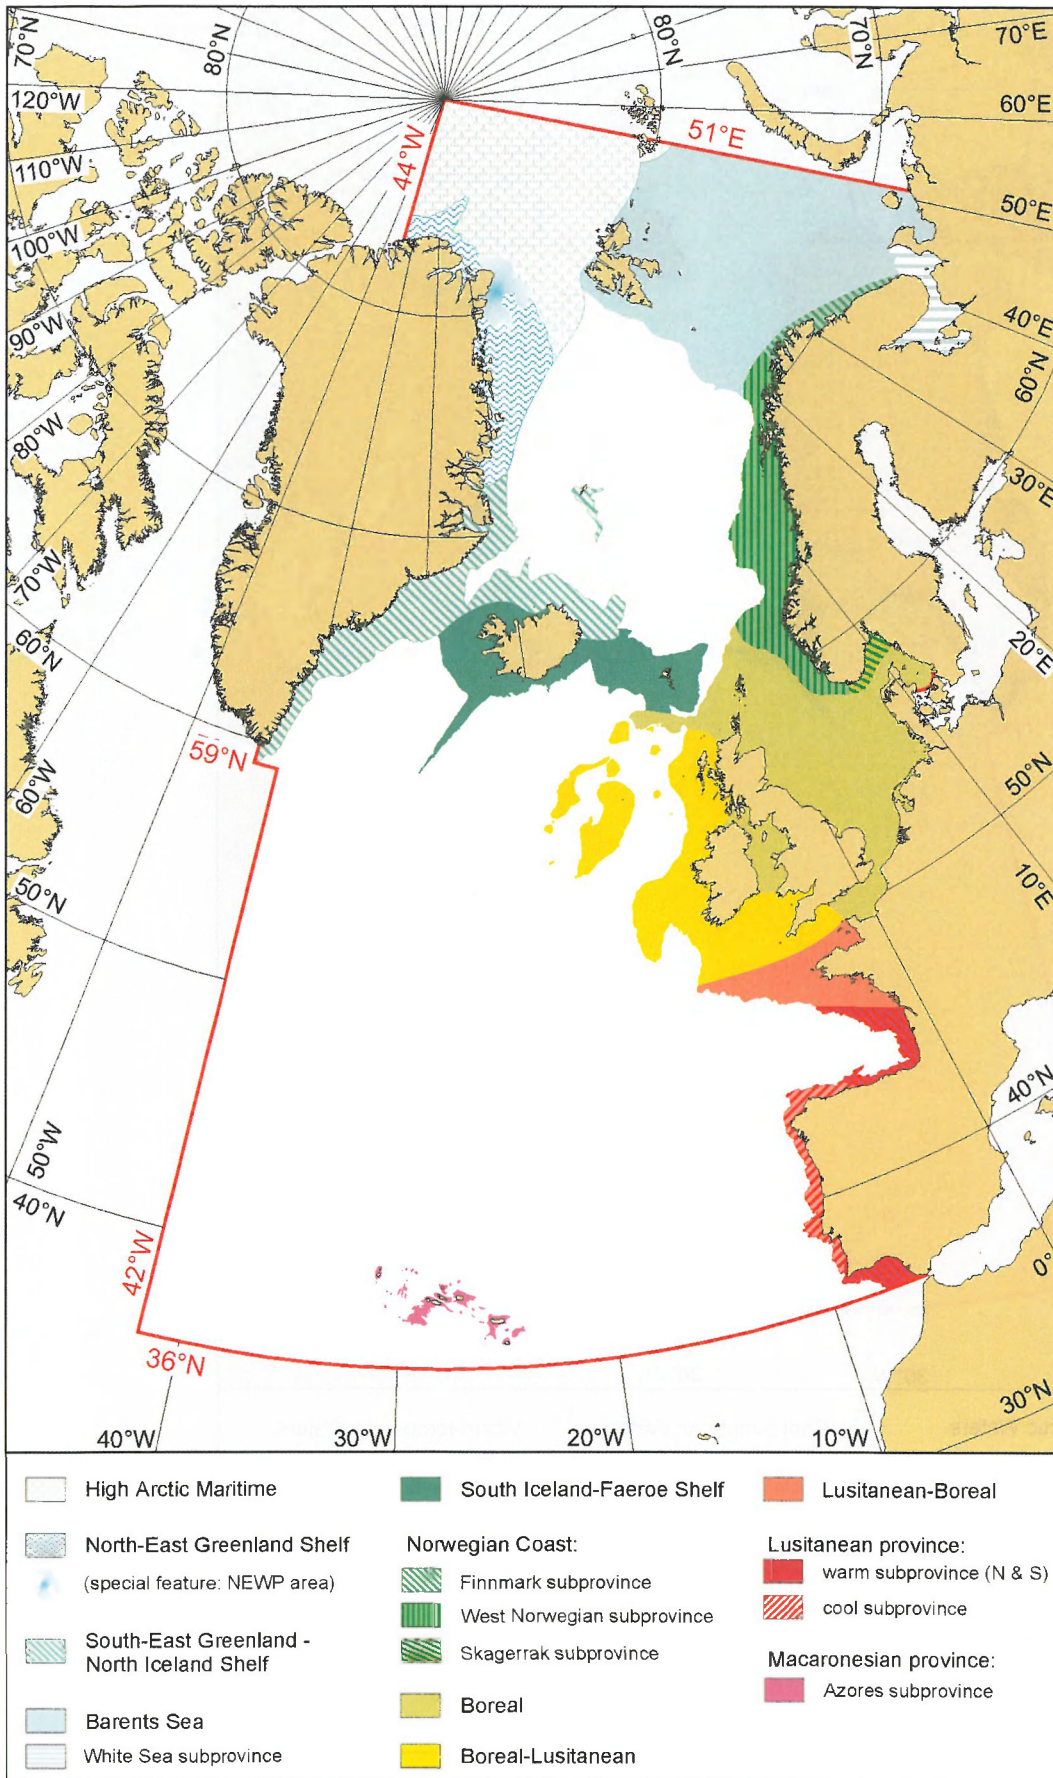 70°N
80°N
80°N
70°N
70°E
120°W
60°E
110°W
44°W
51°E
100°W
50°E
90°W
40°E
60°N
80°W
30°E
70°W
60°N
20°E
59°N
60°W
50°N
50°N
10°E
40°N
50°W
40°N
42°W
0°
36°N
30°N
40°W
30°W
20°W
10°W
High Arctic Maritime
North-East Greenland Shelf
(special feature: NEWP area)
South-East Greenland -
North Iceland Shelf
Barents Sea
White Sea subprovince
South Iceland-Faeroe Shelf
Norwegian Coast:
Finnmark subprovince
West Norwegian subprovince
Skagerrak subprovince
Boreal
Boreal-Lusitanean
Lusitanean-Boreal
Lusitanean province:
warm subprovince (N & S)
cool subprovince
Macaronesian province:
Azores subprovince